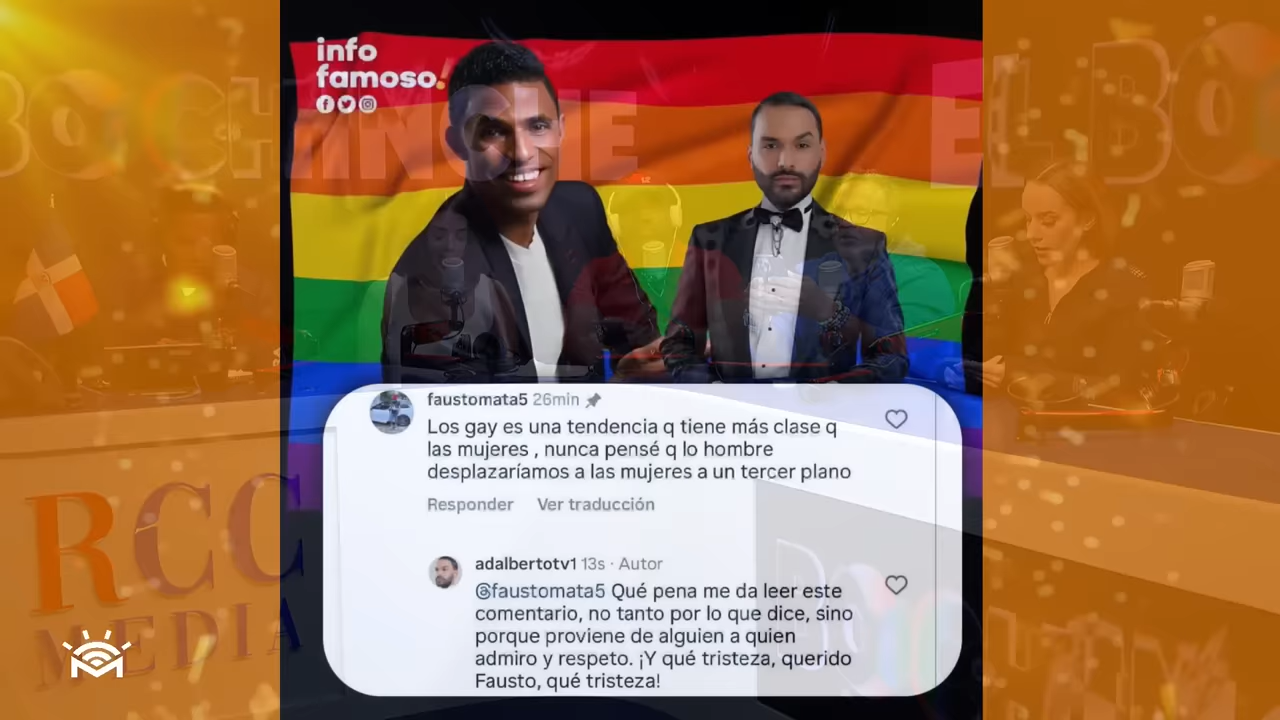 info
famoso.
BOCHINCHE
EL BO
faustomata5 26min
Los gay es una tendencia q tiene más clase q
las mujeres , nunca pensé q lo hombre
desplazaríamos a las mujeres a un tercer plano
Responder Ver traducción
adalbertotv1 13s · Autor
@faustomata5 Qué pena me da leer este
comentario, no tanto por lo que dice, sino
porque proviene de alguien a quien
admiro y respeto. ¡Y qué tristeza, querido
Fausto, qué tristeza!
RCC
MEDIA